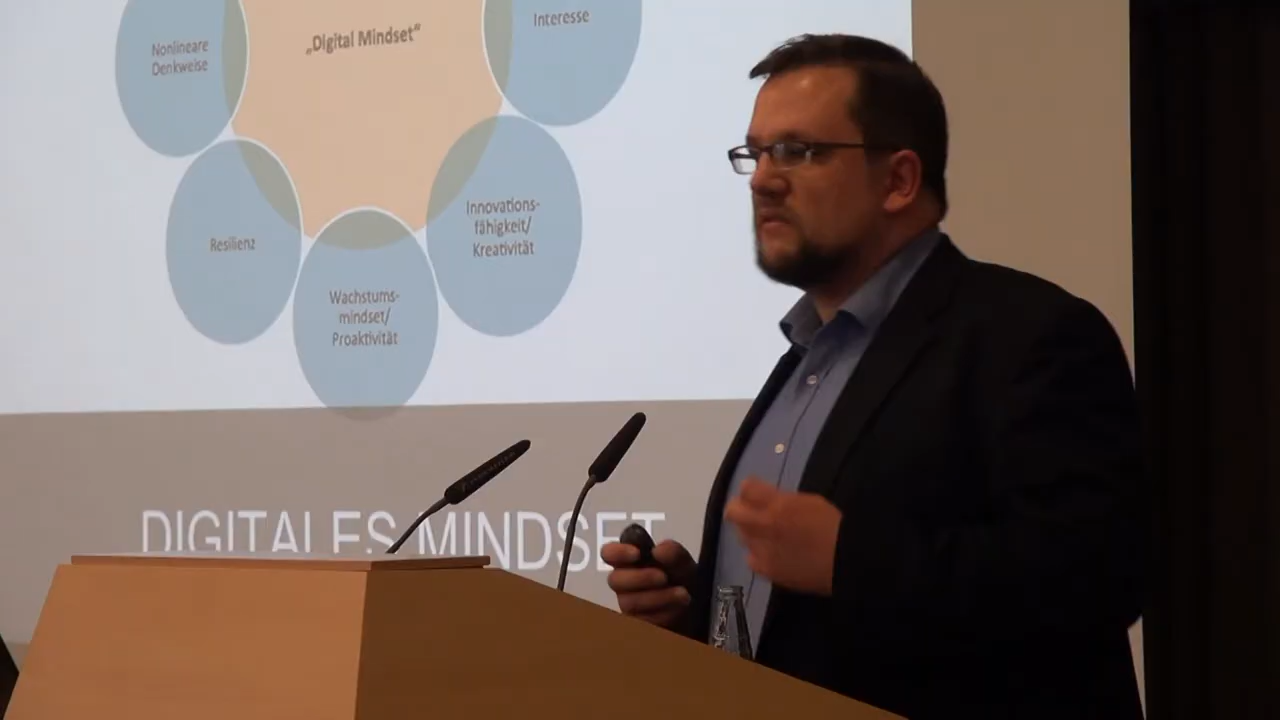 Interesse
„Digital Mindset“
Nonlineare
Denkweise
Innovations-
fähigkeit/
Kreativität
Resilienz
Wachstums-
mindset/
Proaktivität
DIGITALES MINDSET